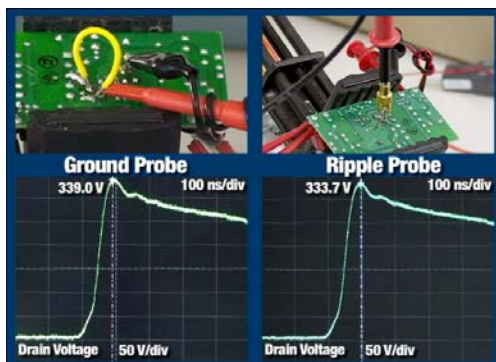 Ground Probe
Ripple Probe
339.0 V
100 ns/div
333.7 V
100 ns/div
Drain Voltage
50 V/div
Drain Voltage
50 V/div